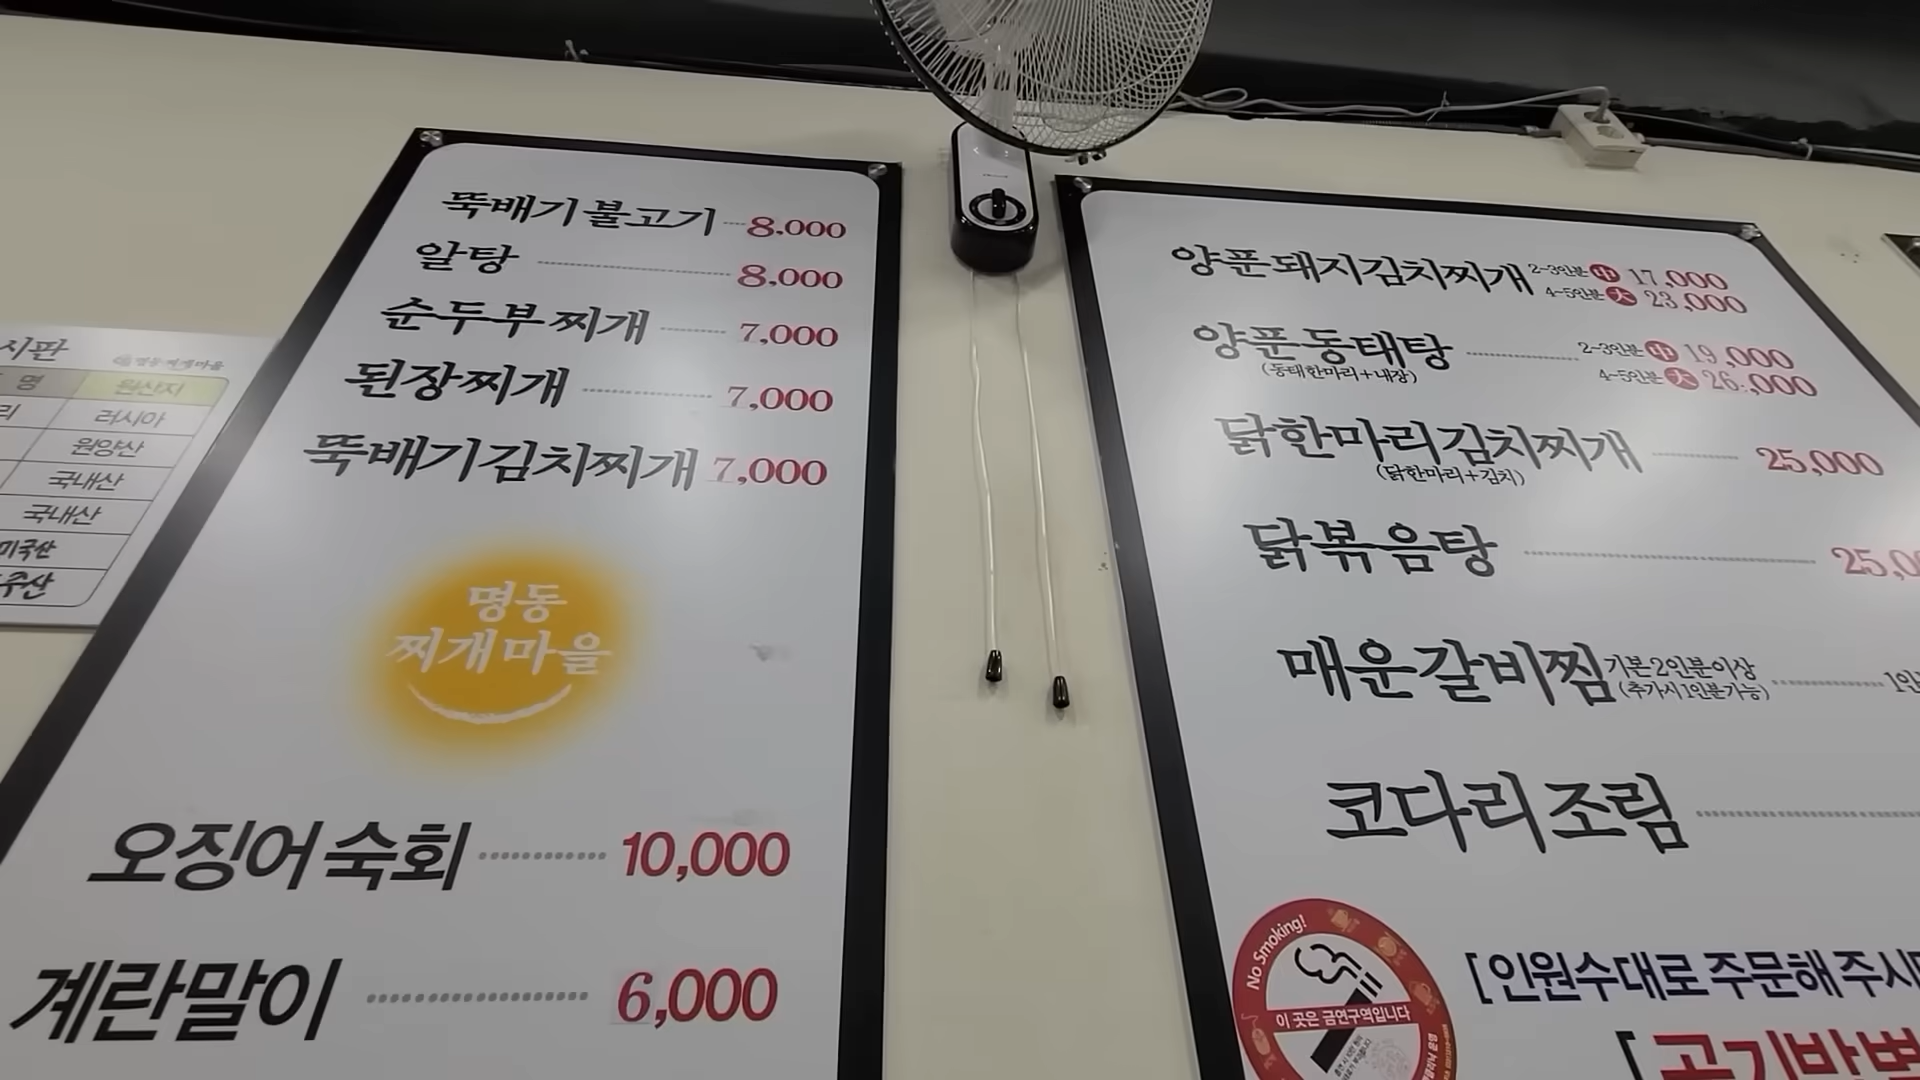 뚝배기불고기 8,000
알탕 8,000
순두부찌개 7,000
된장찌개 7,000
뚝배기김치찌개 7,000
명동
찌개마을
오징어숙회 10,000
계란말이 6,000
시판
명동찌개마을
명 원산지
리 러시아
원양산
국내산
국내산
미국산
양푼돼지김치찌개 2~3인분 中 17,000
4~5인분 大 23,000
양푼동태탕 2~3인분 中 19,000
(동태한마리+내장) 4~5인분 大 26,000
닭한마리김치찌개 25,000
(닭한마리+김치)
닭볶음탕 25,0
매운갈비찜 기본2인분이상
(추가시1인분가능)
코다리조림
No Smoking!
이 곳은 금연구역입니다
[인원수대로 주문해 주시
[공기밥